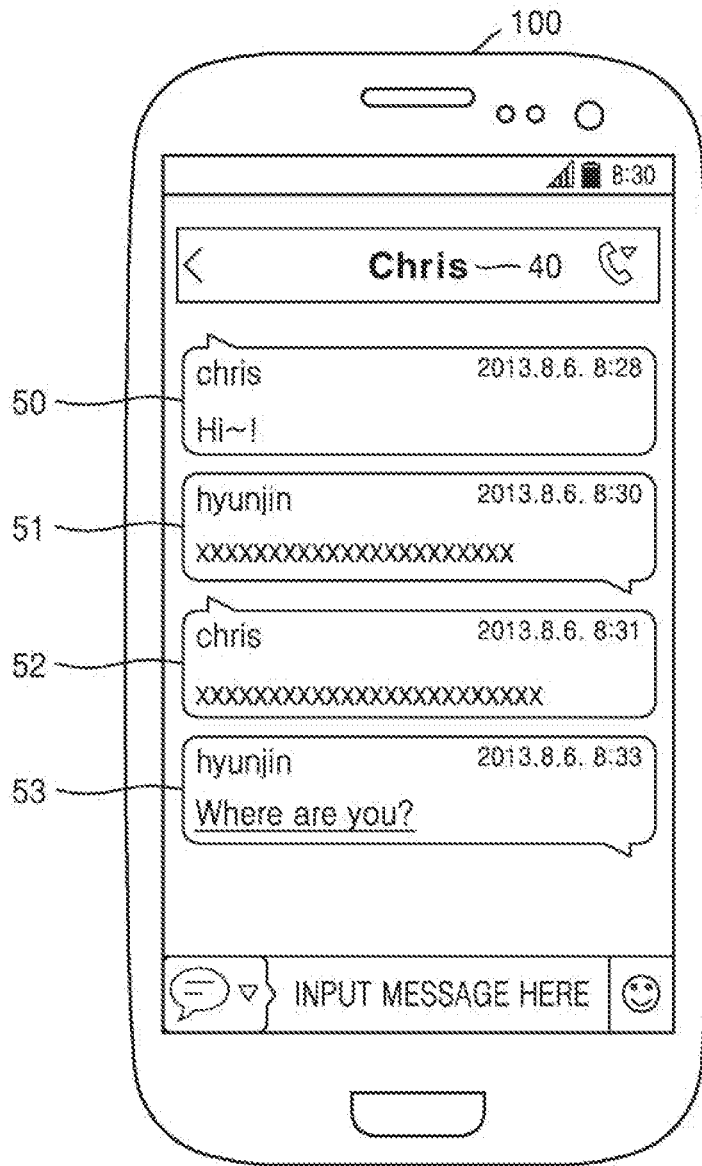 100
8:30
Chris 40
50
chris 2013.8.6. 8:28
Hi~!
51
hyunjin 2013.8.6. 8:30
xxxxxxxxxxxxxxxxxxxxxx
52
chris 2013.8.6. 8:31
xxxxxxxxxxxxxxxxxxxxxxxx
53
hyunjin 2013.8.6. 8:33
Where are you?
INPUT MESSAGE HERE